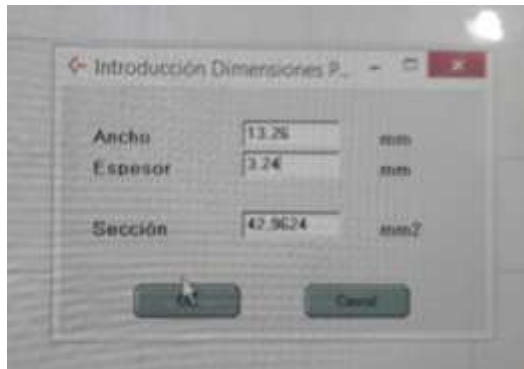 Introducción Dimensiones P...
Ancho 13.26 mm
Espesor 3.24 mm
Sección 42.9624 mm2
Cancel